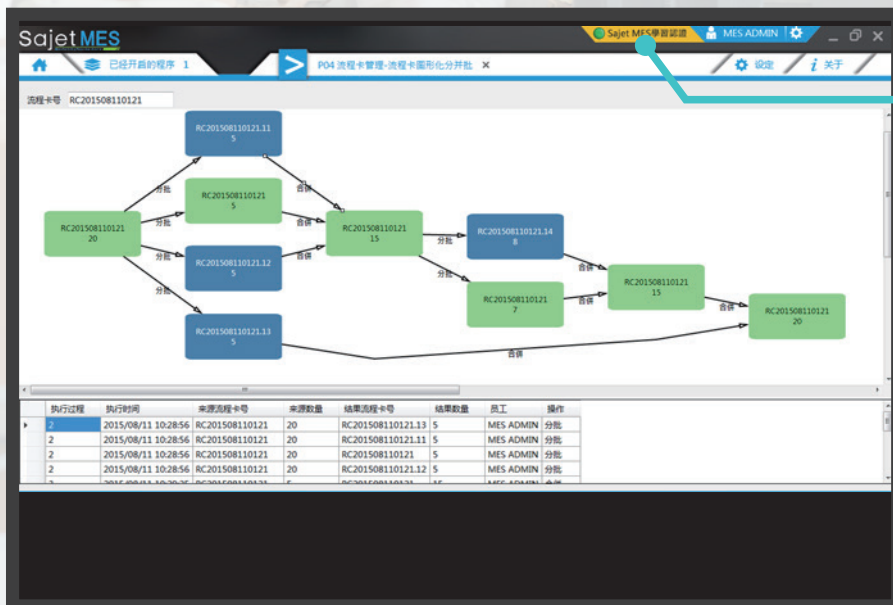 Sajet MES
Sajet MES學習認證
MES ADMIN
已经开启的程序 1
P04 流程卡管理-流程卡图形化分并批
设定
关于
流程卡号 RC201508110121
RC201508110121.11
5
分批
合併
RC201508110121
5
RC201508110121
20
分批
合併
RC201508110121
15
分批
RC201508110121.14
8
分批
RC201508110121.12
5
合併
合併
RC201508110121
15
分批
分批
RC201508110121
7
合併
合併
RC201508110121
20
RC201508110121.13
5
合併
执行过程 执行时间 来源流程卡号 来源数量 结果流程卡号 结果数量 员工 操作
2 2015/08/11 10:28:56 RC201508110121 20 RC201508110121.13 5 MES ADMIN 分批
2 2015/08/11 10:28:56 RC201508110121 20 RC201508110121.11 5 MES ADMIN 分批
2 2015/08/11 10:28:56 RC201508110121 20 RC201508110121 5 MES ADMIN 分批
2 2015/08/11 10:28:56 RC201508110121 20 RC201508110121.12 5 MES ADMIN 分批